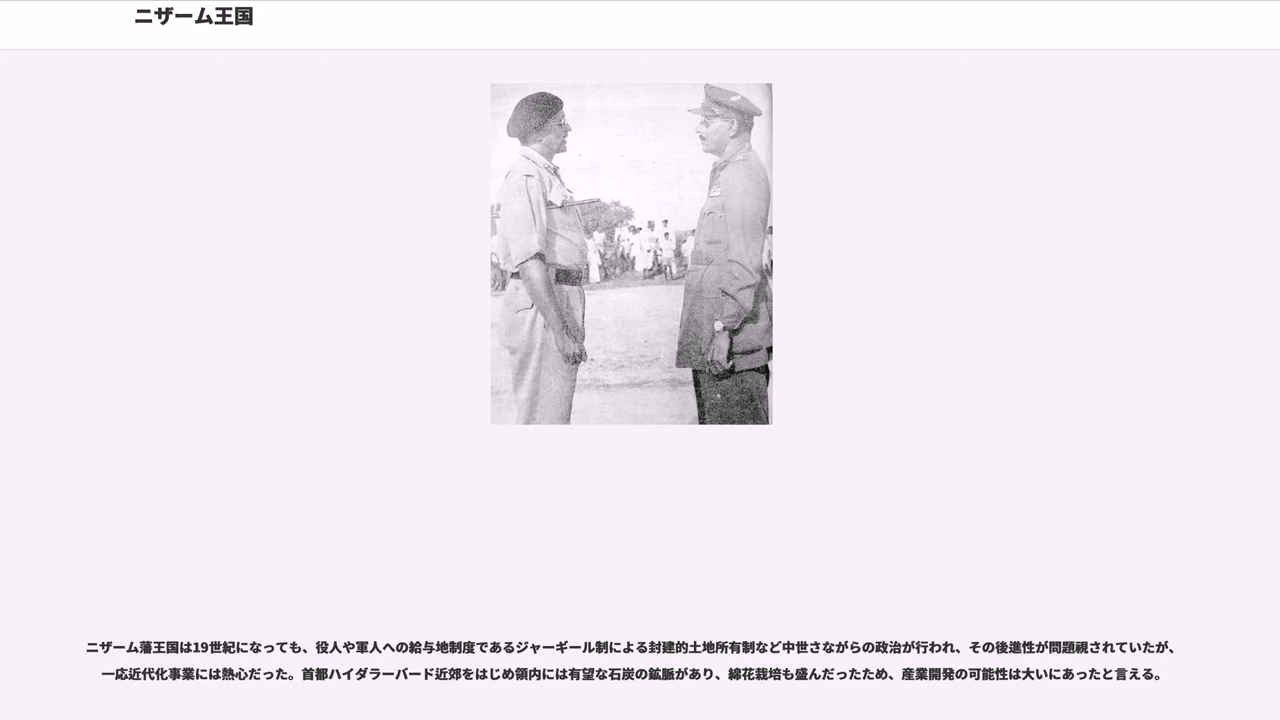 ニザーム王国
ニザーム藩王国は19世紀になっても、役人や軍人への給与地制度であるジャーギール制による封建的土地所有制など中世さながらの政治が行われ、その後進性が問題視されていたが、
一応近代化事業には熱心だった。首都ハイダラーバード近郊をはじめ領内には有望な石炭の鉱脈があり、綿花栽培も盛んだったため、産業開発の可能性は大いにあったと言える。